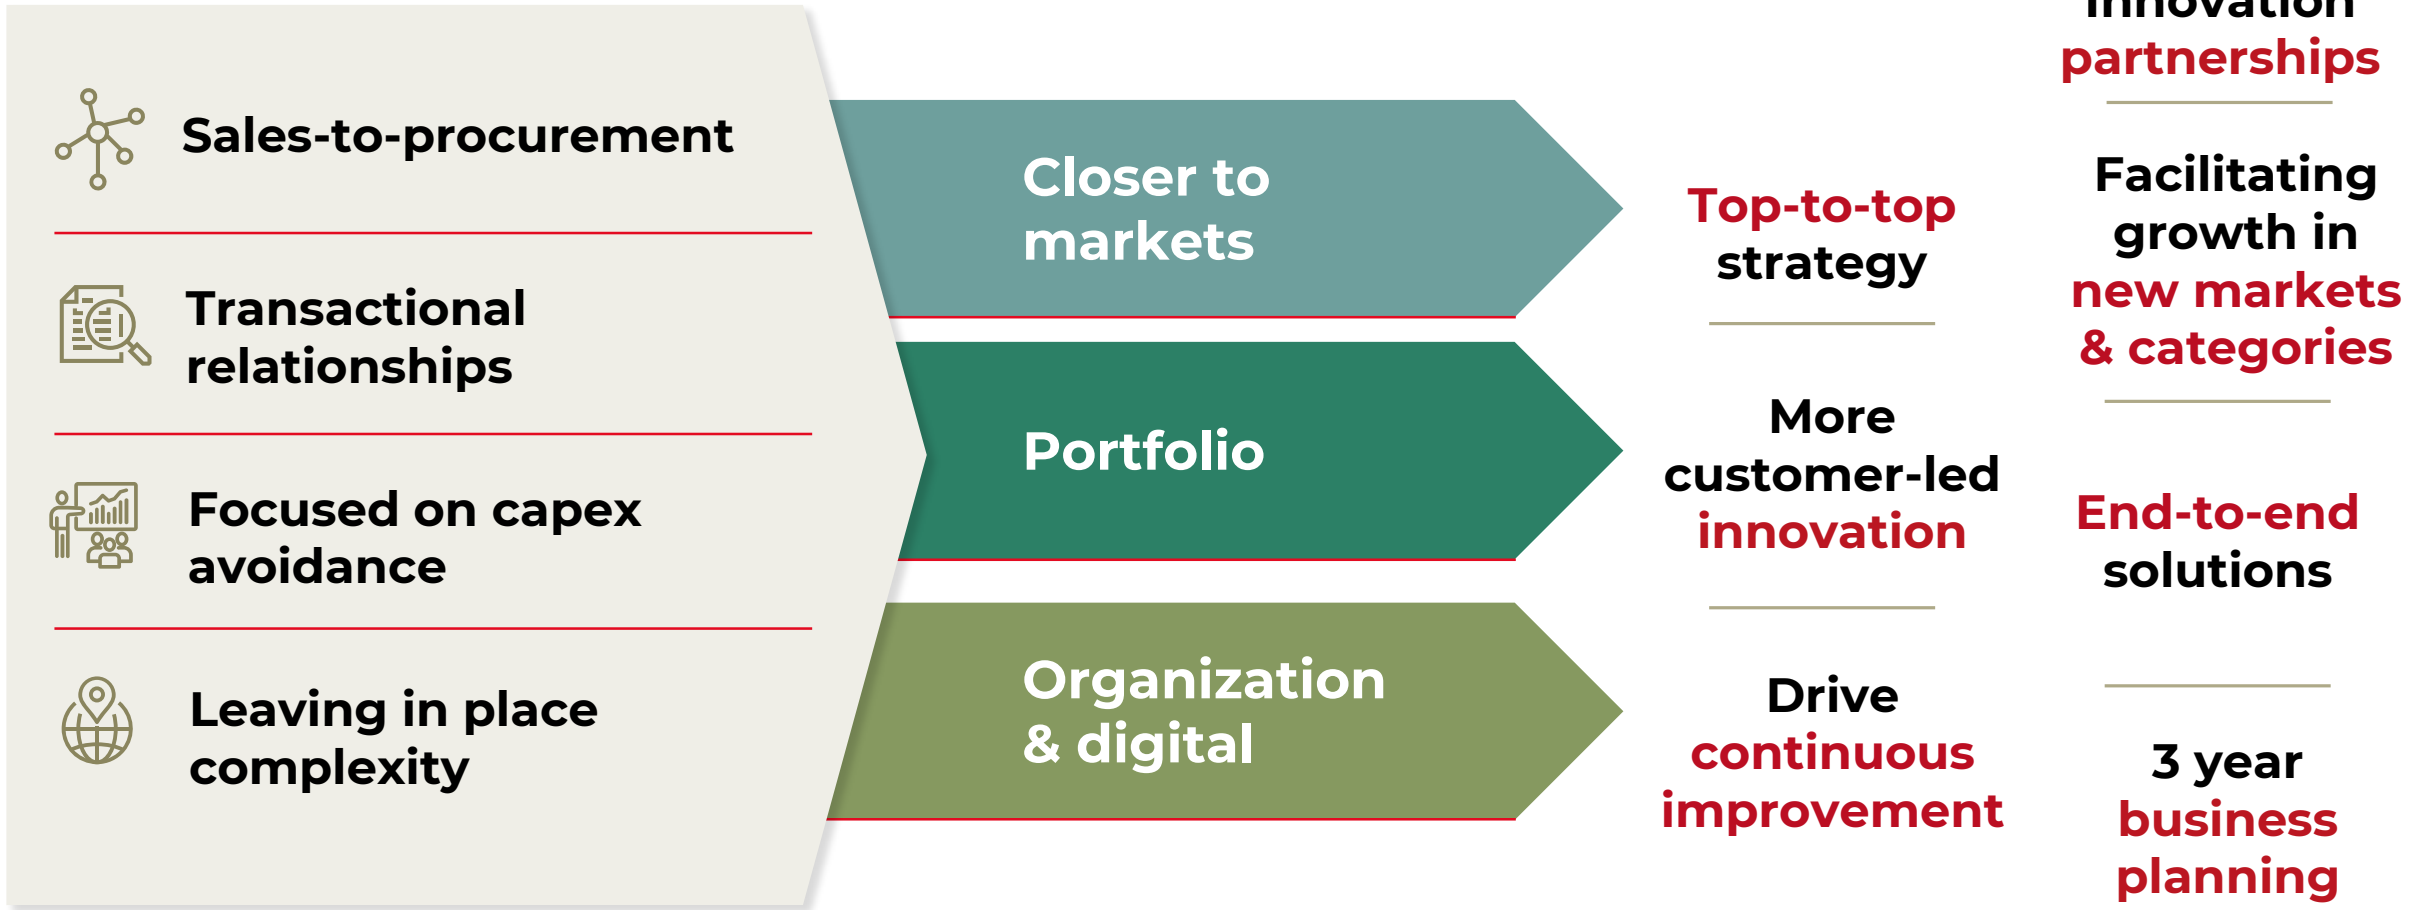 Sales-to-procurement
Transactional
relationships
Focused on capex
avoidance
Leaving in place
complexity
Closer to
markets
Portfolio
Organization
& digital
Top-to-top
strategy
More
customer-led
innovation
Drive
continuous
improvement
innovation
partnerships
Facilitating
growth in
new markets
& categories
End-to-end
solutions
3 year
business
planning